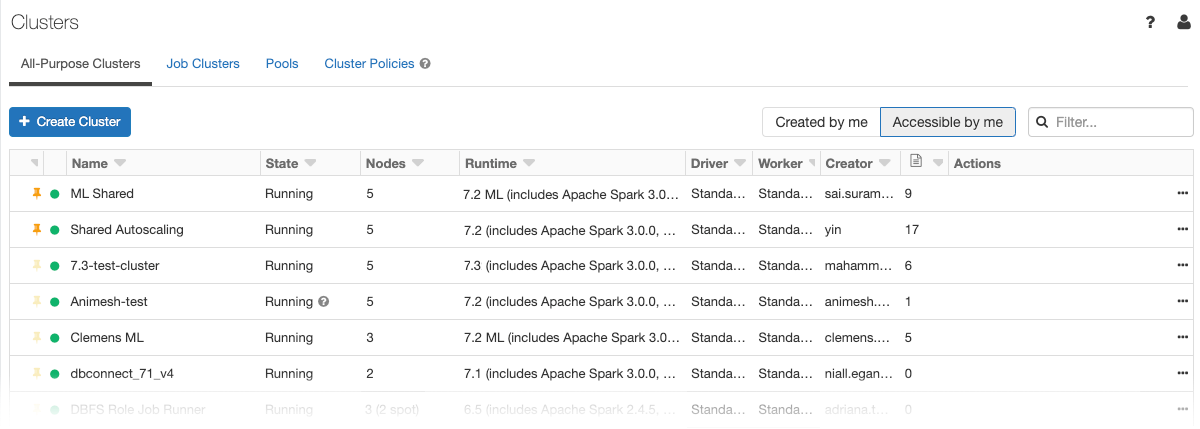 Clusters ?
All-Purpose Clusters Job Clusters Pools Cluster Policies ?
+ Create Cluster Created by me Accessible by me Filter...
Name State Nodes Runtime Driver Worker Creator Actions
ML Shared Running 5 7.2 ML (includes Apache Spark 3.0... Standa... Standa... sai.suram... 9 ...
Shared Autoscaling Running 5 7.2 (includes Apache Spark 3.0.0, ... Standa... Standa... yin 17 ...
7.3-test-cluster Running 5 7.3 (includes Apache Spark 3.0.0, ... Standa... Standa... mahamm... 6 ...
Animesh-test Running ? 5 7.2 (includes Apache Spark 3.0.0, ... Standa... Standa... animesh.... 1 ...
Clemens ML Running 3 7.2 ML (includes Apache Spark 3.0... Standa... Standa... clemens.... 5 ...
dbconnect_71_v4 Running 2 7.1 (includes Apache Spark 3.0.0, ... Standa... Standa... niall.egan... 0 ...
DBFS Role Job Runner Running 3 (2 spot) 6.5 (includes Apache Spark 2.4.5, ... Standa... Standa... adriana.f... 0 ...